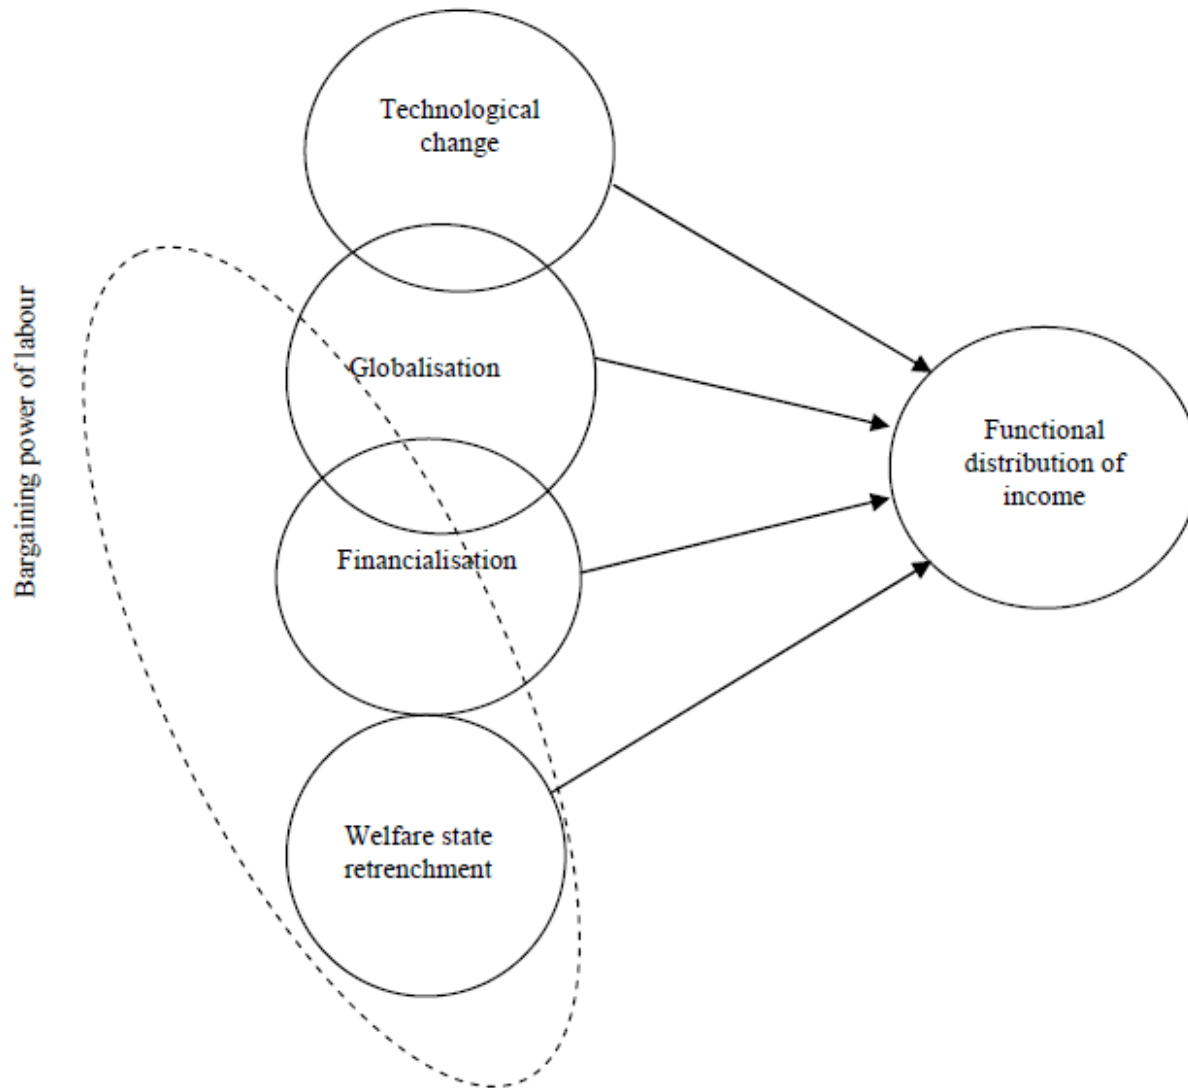 Technological
change
Bargaining power of labour
Globalisation
Functional
distribution of
income
Financialisation
Welfare state
retrenchment